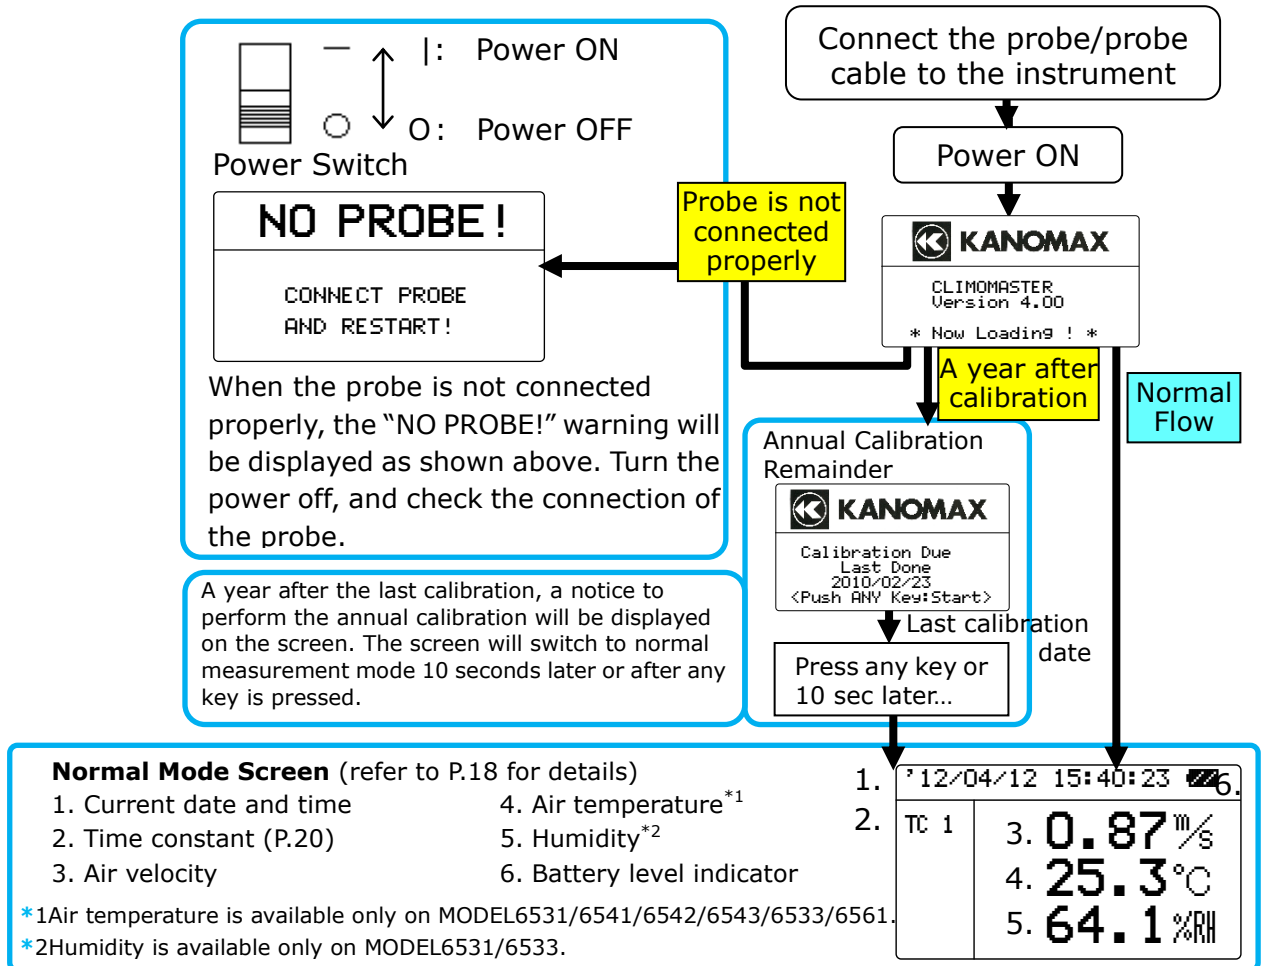 |: Power ON
O: Power OFF
Power Switch
NO PROBE!
CONNECT PROBE
AND RESTART!
When the probe is not connected
properly, the “NO PROBE!” warning will
be displayed as shown above. Turn the
power off, and check the connection of
the probe.
Connect the probe/probe
cable to the instrument
Power ON
Probe is not
connected
properly
KANOMAX
CLIMOMASTER
Version 4.00
* Now Loading ! *
A year after
calibration
Normal
Flow
Annual Calibration
Remainder
KANOMAX
Calibration Due
Last Done
2010/02/23
<Push ANY Key:Start>
Last calibration
date
Press any key or
10 sec later…
A year after the last calibration, a notice to
perform the annual calibration will be displayed
on the screen. The screen will switch to normal
measurement mode 10 seconds later or after any
key is pressed.
Normal Mode Screen (refer to P.18 for details)
1. Current date and time
2. Time constant (P.20)
3. Air velocity
4. Air temperature*1
5. Humidity*2
6. Battery level indicator
*1Air temperature is available only on MODEL6531/6541/6542/6543/6533/6561.
*2Humidity is available only on MODEL6531/6533.
1. '12/04/12 15:40:23 6.
2. TC 1
3. 0.87 m/s
4. 25.3 °C
5. 64.1 %RH